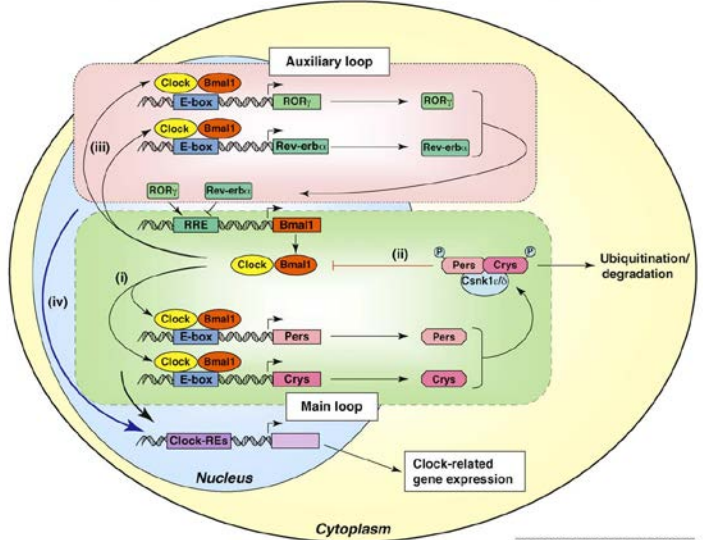 Auxiliary loop
Clock Bmal1
E-box RORγ RORγ
Clock Bmal1
E-box Rev-erbα Rev-erbα
(iii)
RORγ Rev-erbα
RRE Bmal1
Clock Bmal1
(ii)
P P
Pers Crys
Csnk1ε/δ
Ubiquitination/
degradation
(i)
(iv)
Clock Bmal1
E-box Pers Pers
Clock Bmal1
E-box Crys Crys
Main loop
Clock-REs
Nucleus
Clock-related
gene expression
Cytoplasm